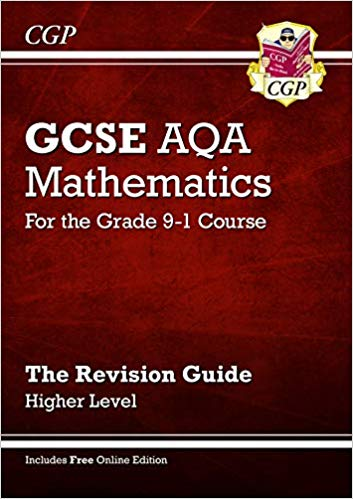 CGP
CGP
CGP
GCSE AQA
Mathematics
For the Grade 9-1 Course
The Revision Guide
Higher Level
Includes Free Online Edition